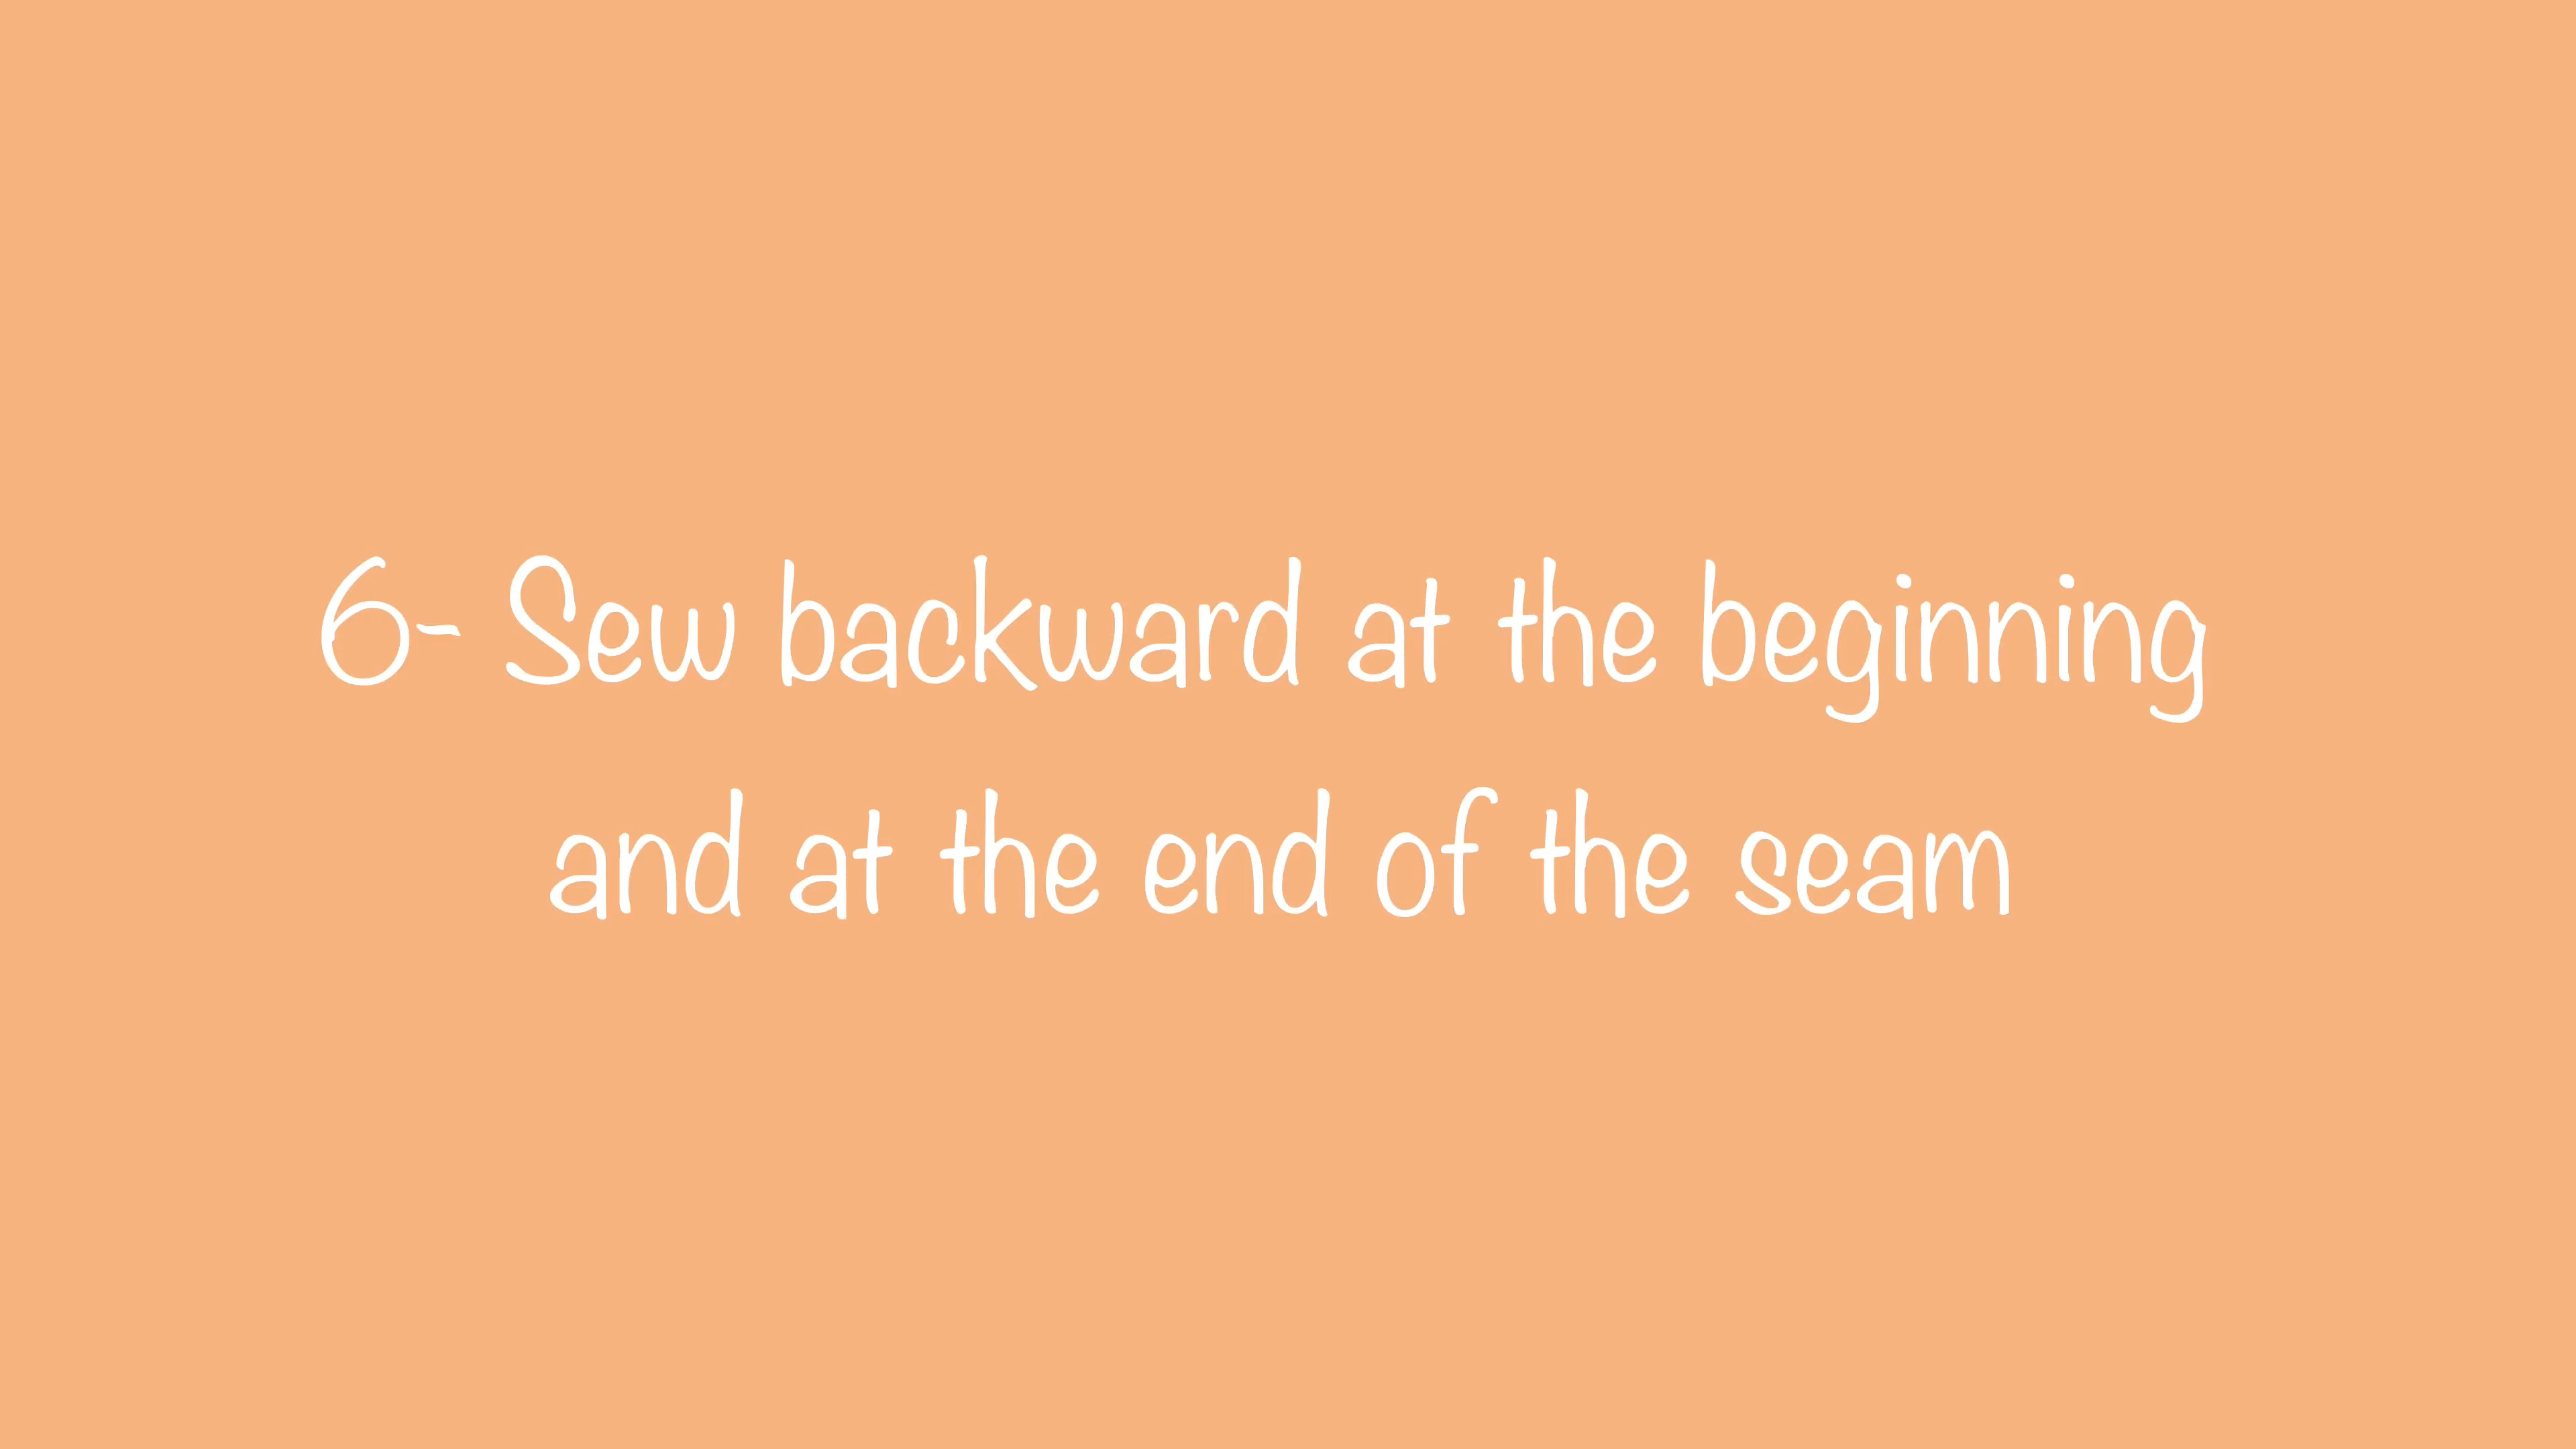 6- Sew backward at the beginning
and at the end of the seam